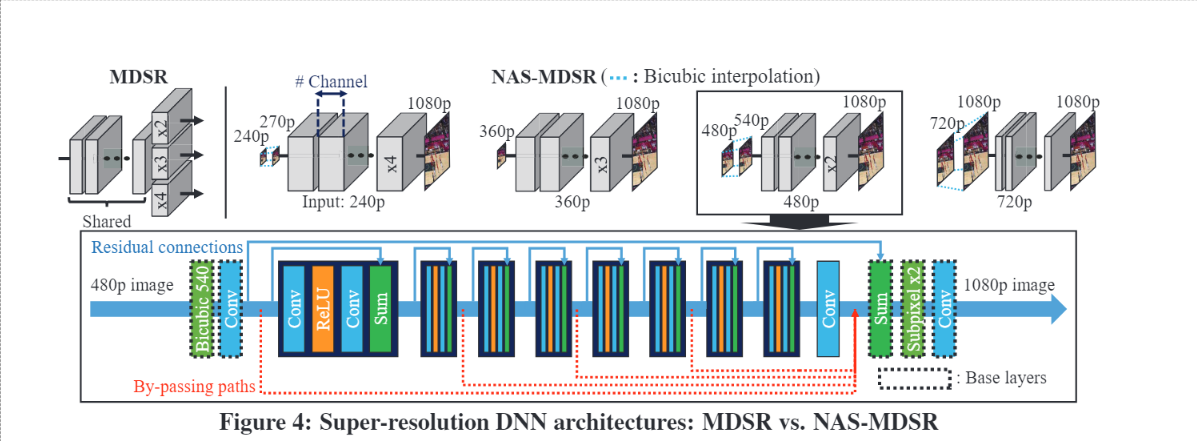 MDSR
NAS-MDSR ( : Bicubic interpolation)
# Channel
x2
x3
x4
Shared
240p
270p
x4
1080p
Input: 240p
360p
x3
1080p
360p
480p
540p
x2
1080p
480p
720p
1080p
1080p
720p
Residual connections
480p image
Bicubic 540
Conv
Conv
ReLU
Conv
Sum
Conv
Sum
Subpixel x2
Conv
1080p image
By-passing paths
: Base layers
Figure 4: Super-resolution DNN architectures: MDSR vs. NAS-MDSR